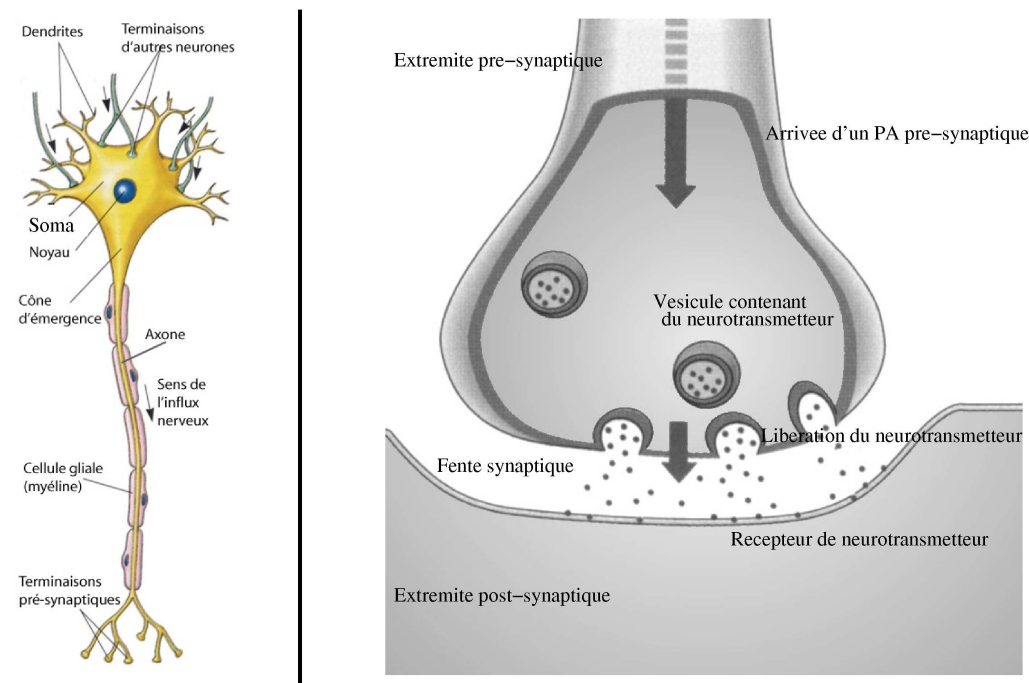 Dendrites
Terminaisons
d'autres neurones
Soma
Noyau
Cône
d'émergence
Axone
Sens de
l'influx
nerveux
Cellule gliale
(myéline)
Terminaisons
pré-synaptiques
Extremite pre-synaptique
Arrivee d'un PA pre-synaptique
Vesicule contenant
du neurotransmetteur
Liberation du neurotransmetteur
Fente synaptique
Recepteur de neurotransmetteur
Extremite post-synaptique